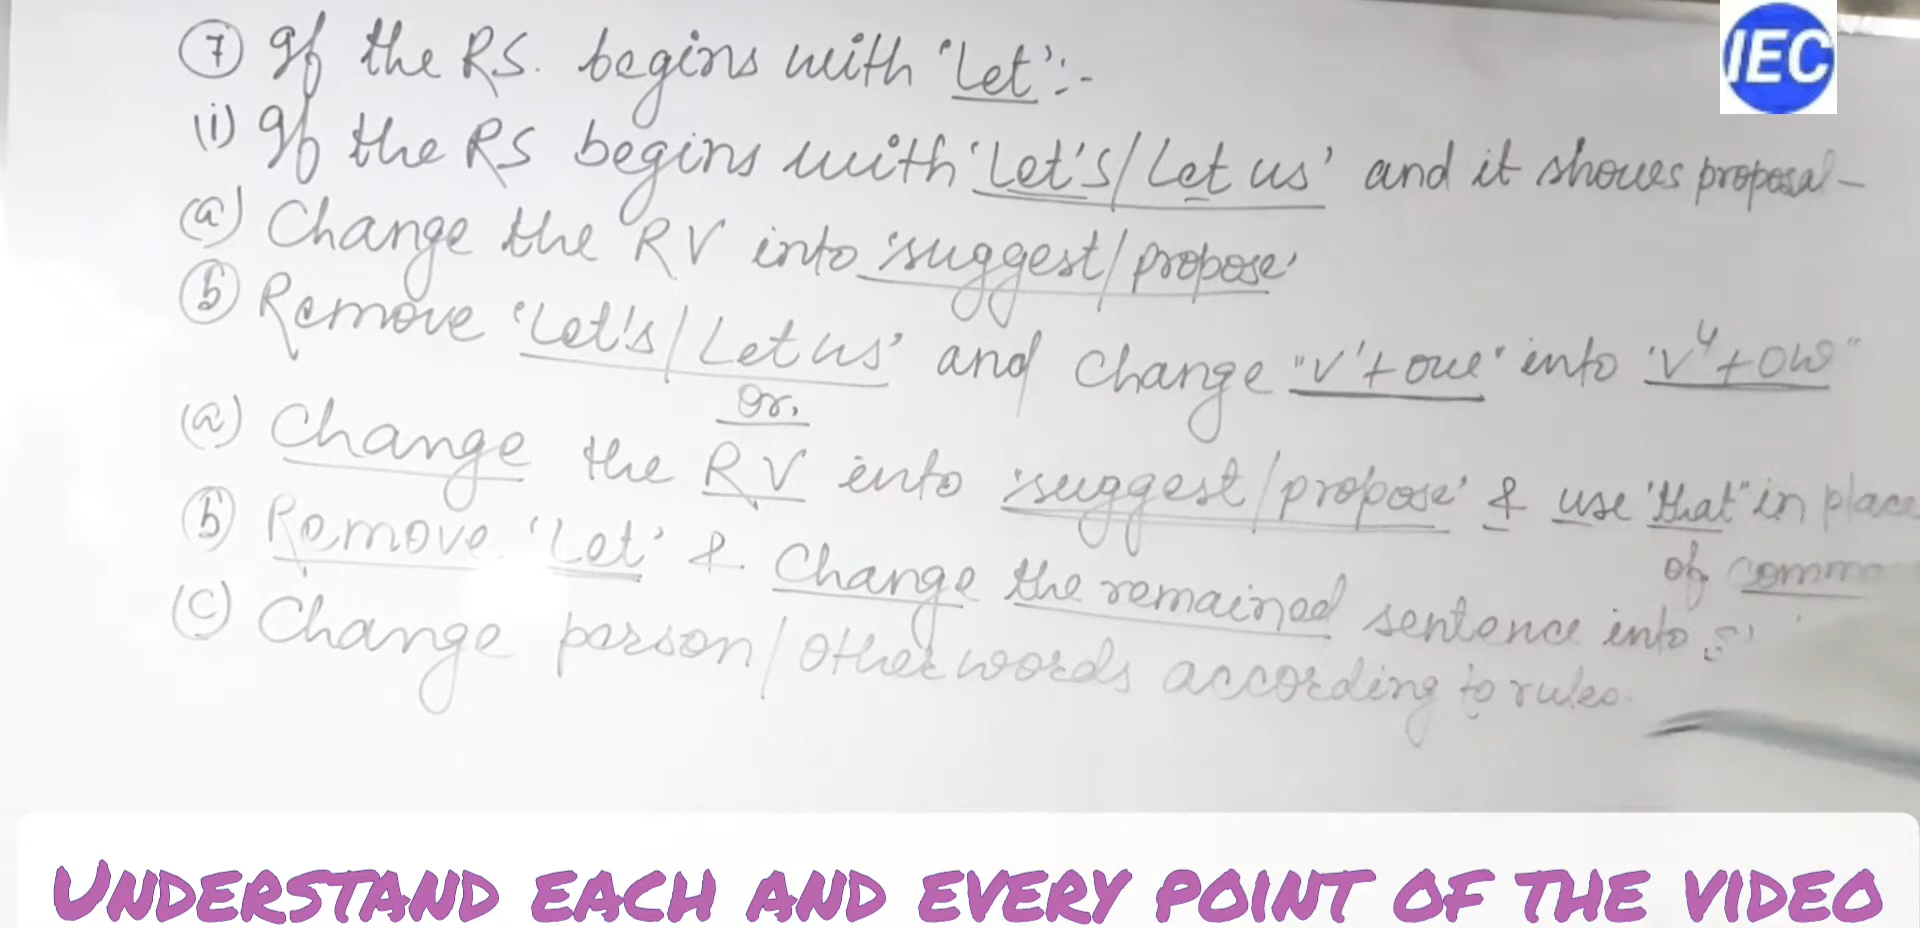 ⑦ If the RS. begins with 'Let':-
IEC
(i) If the RS begins with 'Let's/Let us' and it shows proposal -
(a) Change the RV into 'suggest/propose'
(b) Remove 'Let's/Let us' and change "V¹+ow" into 'V⁴+ow"
or,
(a) Change the RV into 'suggest/propose' & use 'that" in place
of comma
(b) Remove 'Let' & Change the remained sentence into
(c) Change person/other words according to rules.
UNDERSTAND EACH AND EVERY POINT OF THE VIDEO